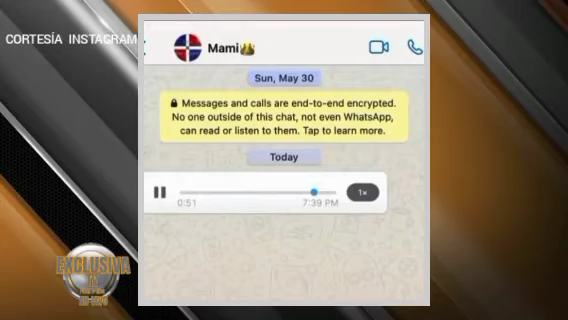 CORTESÍA INSTAGRAM
Mami
Sun, May 30
Messages and calls are end-to-end encrypted.
No one outside of this chat, not even WhatsApp,
can read or listen to them. Tap to learn more.
Today
1×
0:51
7:39 PM
EXCLUSIVA